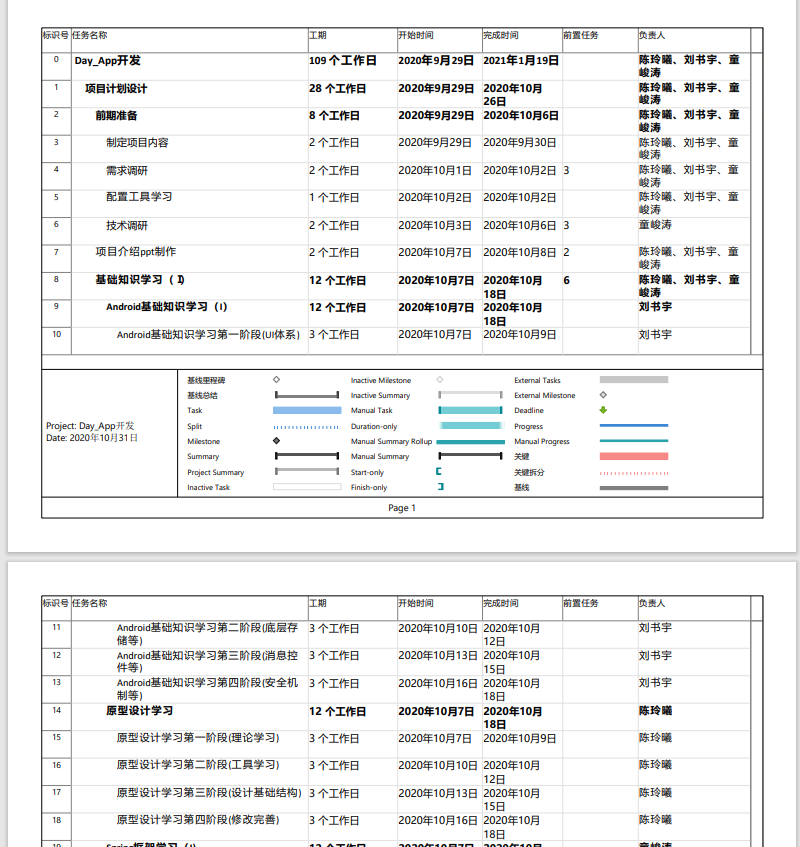 标识号 任务名称 工期 开始时间 完成时间 前置任务 负责人
0 Day_App开发 109 个工作日 2020年9月29日 2021年1月19日 陈玲曦、刘书宇、童
峻涛
1 项目计划设计 28 个工作日 2020年9月29日 2020年10月 陈玲曦、刘书宇、童
26日 峻涛
2 前期准备 8 个工作日 2020年9月29日 2020年10月6日 陈玲曦、刘书宇、童
峻涛
3 制定项目内容 2 个工作日 2020年9月29日 2020年9月30日 陈玲曦、刘书宇、童
峻涛
4 需求调研 2 个工作日 2020年10月1日 2020年10月2日 3 陈玲曦、刘书宇、童
峻涛
5 配置工具学习 1 个工作日 2020年10月2日 2020年10月2日 陈玲曦、刘书宇、童
峻涛
6 技术调研 2 个工作日 2020年10月3日 2020年10月6日 3 童峻涛
7 项目介绍ppt制作 2 个工作日 2020年10月7日 2020年10月8日 2 陈玲曦、刘书宇、童
峻涛
8 基础知识学习（ I） 12 个工作日 2020年10月7日 2020年10月 6 陈玲曦、刘书宇、童
18日 峻涛
9 Android基础知识学习（I） 12 个工作日 2020年10月7日 2020年10月 刘书宇
18日
10 Android基础知识学习第一阶段(UI体系) 3 个工作日 2020年10月7日 2020年10月9日 刘书宇
Project: Day_App开发
Date: 2020年10月31日
基线里程碑 Inactive Milestone External Tasks
基线总结 Inactive Summary External Milestone
Task Manual Task Deadline
Split Duration-only Progress
Milestone Manual Summary Rollup Manual Progress
Summary Manual Summary 关键
Project Summary Start-only 关键拆分
Inactive Task Finish-only 基线
Page 1
标识号 任务名称 工期 开始时间 完成时间 前置任务 负责人
11 Android基础知识学习第二阶段(底层存 3 个工作日 2020年10月10日 2020年10月 刘书宇
储等) 12日
12 Android基础知识学习第三阶段(消息控 3 个工作日 2020年10月13日 2020年10月 刘书宇
件等) 15日
13 Android基础知识学习第四阶段(安全机 3 个工作日 2020年10月16日 2020年10月 刘书宇
制等) 18日
14 原型设计学习 12 个工作日 2020年10月7日 2020年10月 陈玲曦
18日
15 原型设计学习第一阶段(理论学习) 3 个工作日 2020年10月7日 2020年10月9日 陈玲曦
16 原型设计学习第二阶段(工具学习) 3 个工作日 2020年10月10日 2020年10月 陈玲曦
12日
17 原型设计学习第三阶段(设计基础结构) 3 个工作日 2020年10月13日 2020年10月 陈玲曦
15日
18 原型设计学习第四阶段(修改完善) 3 个工作日 2020年10月16日 2020年10月 陈玲曦
18日